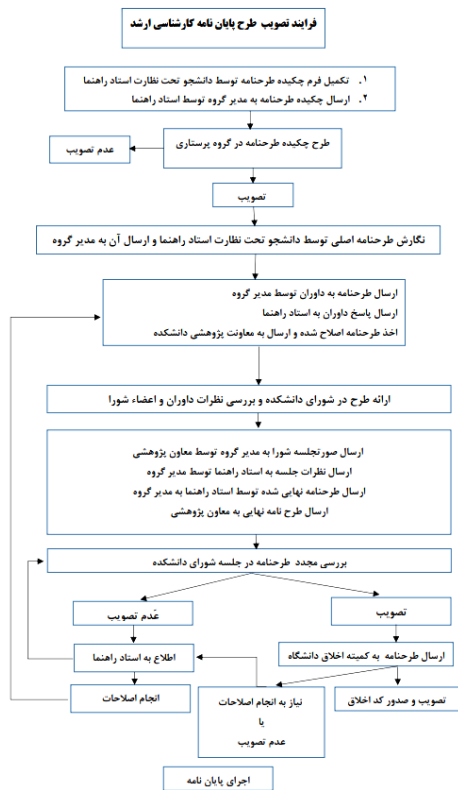 فرایند تصویب طرح پایان نامه کارشناسی ارشد
۱. تکمیل فرم چکیده طرحنامه توسط دانشجو تحت نظارت استاد راهنما
۲. ارسال چکیده طرحنامه به مدیر گروه توسط استاد راهنما
طرح چکیده طرحنامه در گروه پرستاری
عدم تصویب
تصویب
نگارش طرحنامه اصلی توسط دانشجو تحت نظارت استاد راهنما و ارسال آن به مدیر گروه
ارسال طرحنامه به داوران توسط مدیر گروه
ارسال پاسخ داوران به استاد راهنما
اخذ طرحنامه اصلاح شده و ارسال به معاونت پژوهشی دانشکده
ارائه طرح در شورای دانشکده و بررسی نظرات داوران و اعضاء شورا
ارسال صورتجلسه شورا به مدیر گروه توسط معاون پژوهشی
ارسال نظرات جلسه به استاد راهنما توسط مدیر گروه
ارسال طرحنامه نهایی شده توسط استاد راهنما به مدیر گروه
ارسال طرح نامه نهایی به معاون پژوهشی
بررسی مجدد طرحنامه در جلسه شورای دانشکده
تصویب
عدم تصویب
ارسال طرحنامه به کمیته اخلاق دانشگاه
اطلاع به استاد راهنما
تصویب و صدور کد اخلاق
نیاز به انجام اصلاحات
یا
عدم تصویب
انجام اصلاحات
اجرای پایان نامه